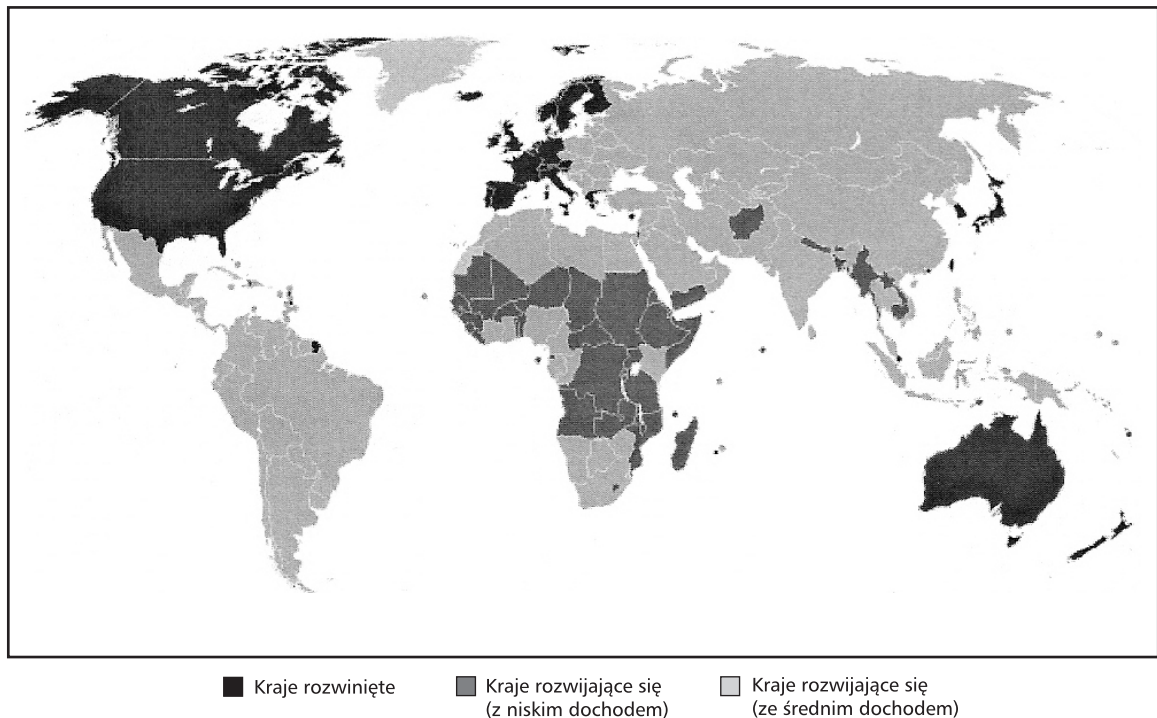 Kraje rozwinięte
Kraje rozwijające się
(z niskim dochodem)
Kraje rozwijające się
(ze średnim dochodem)